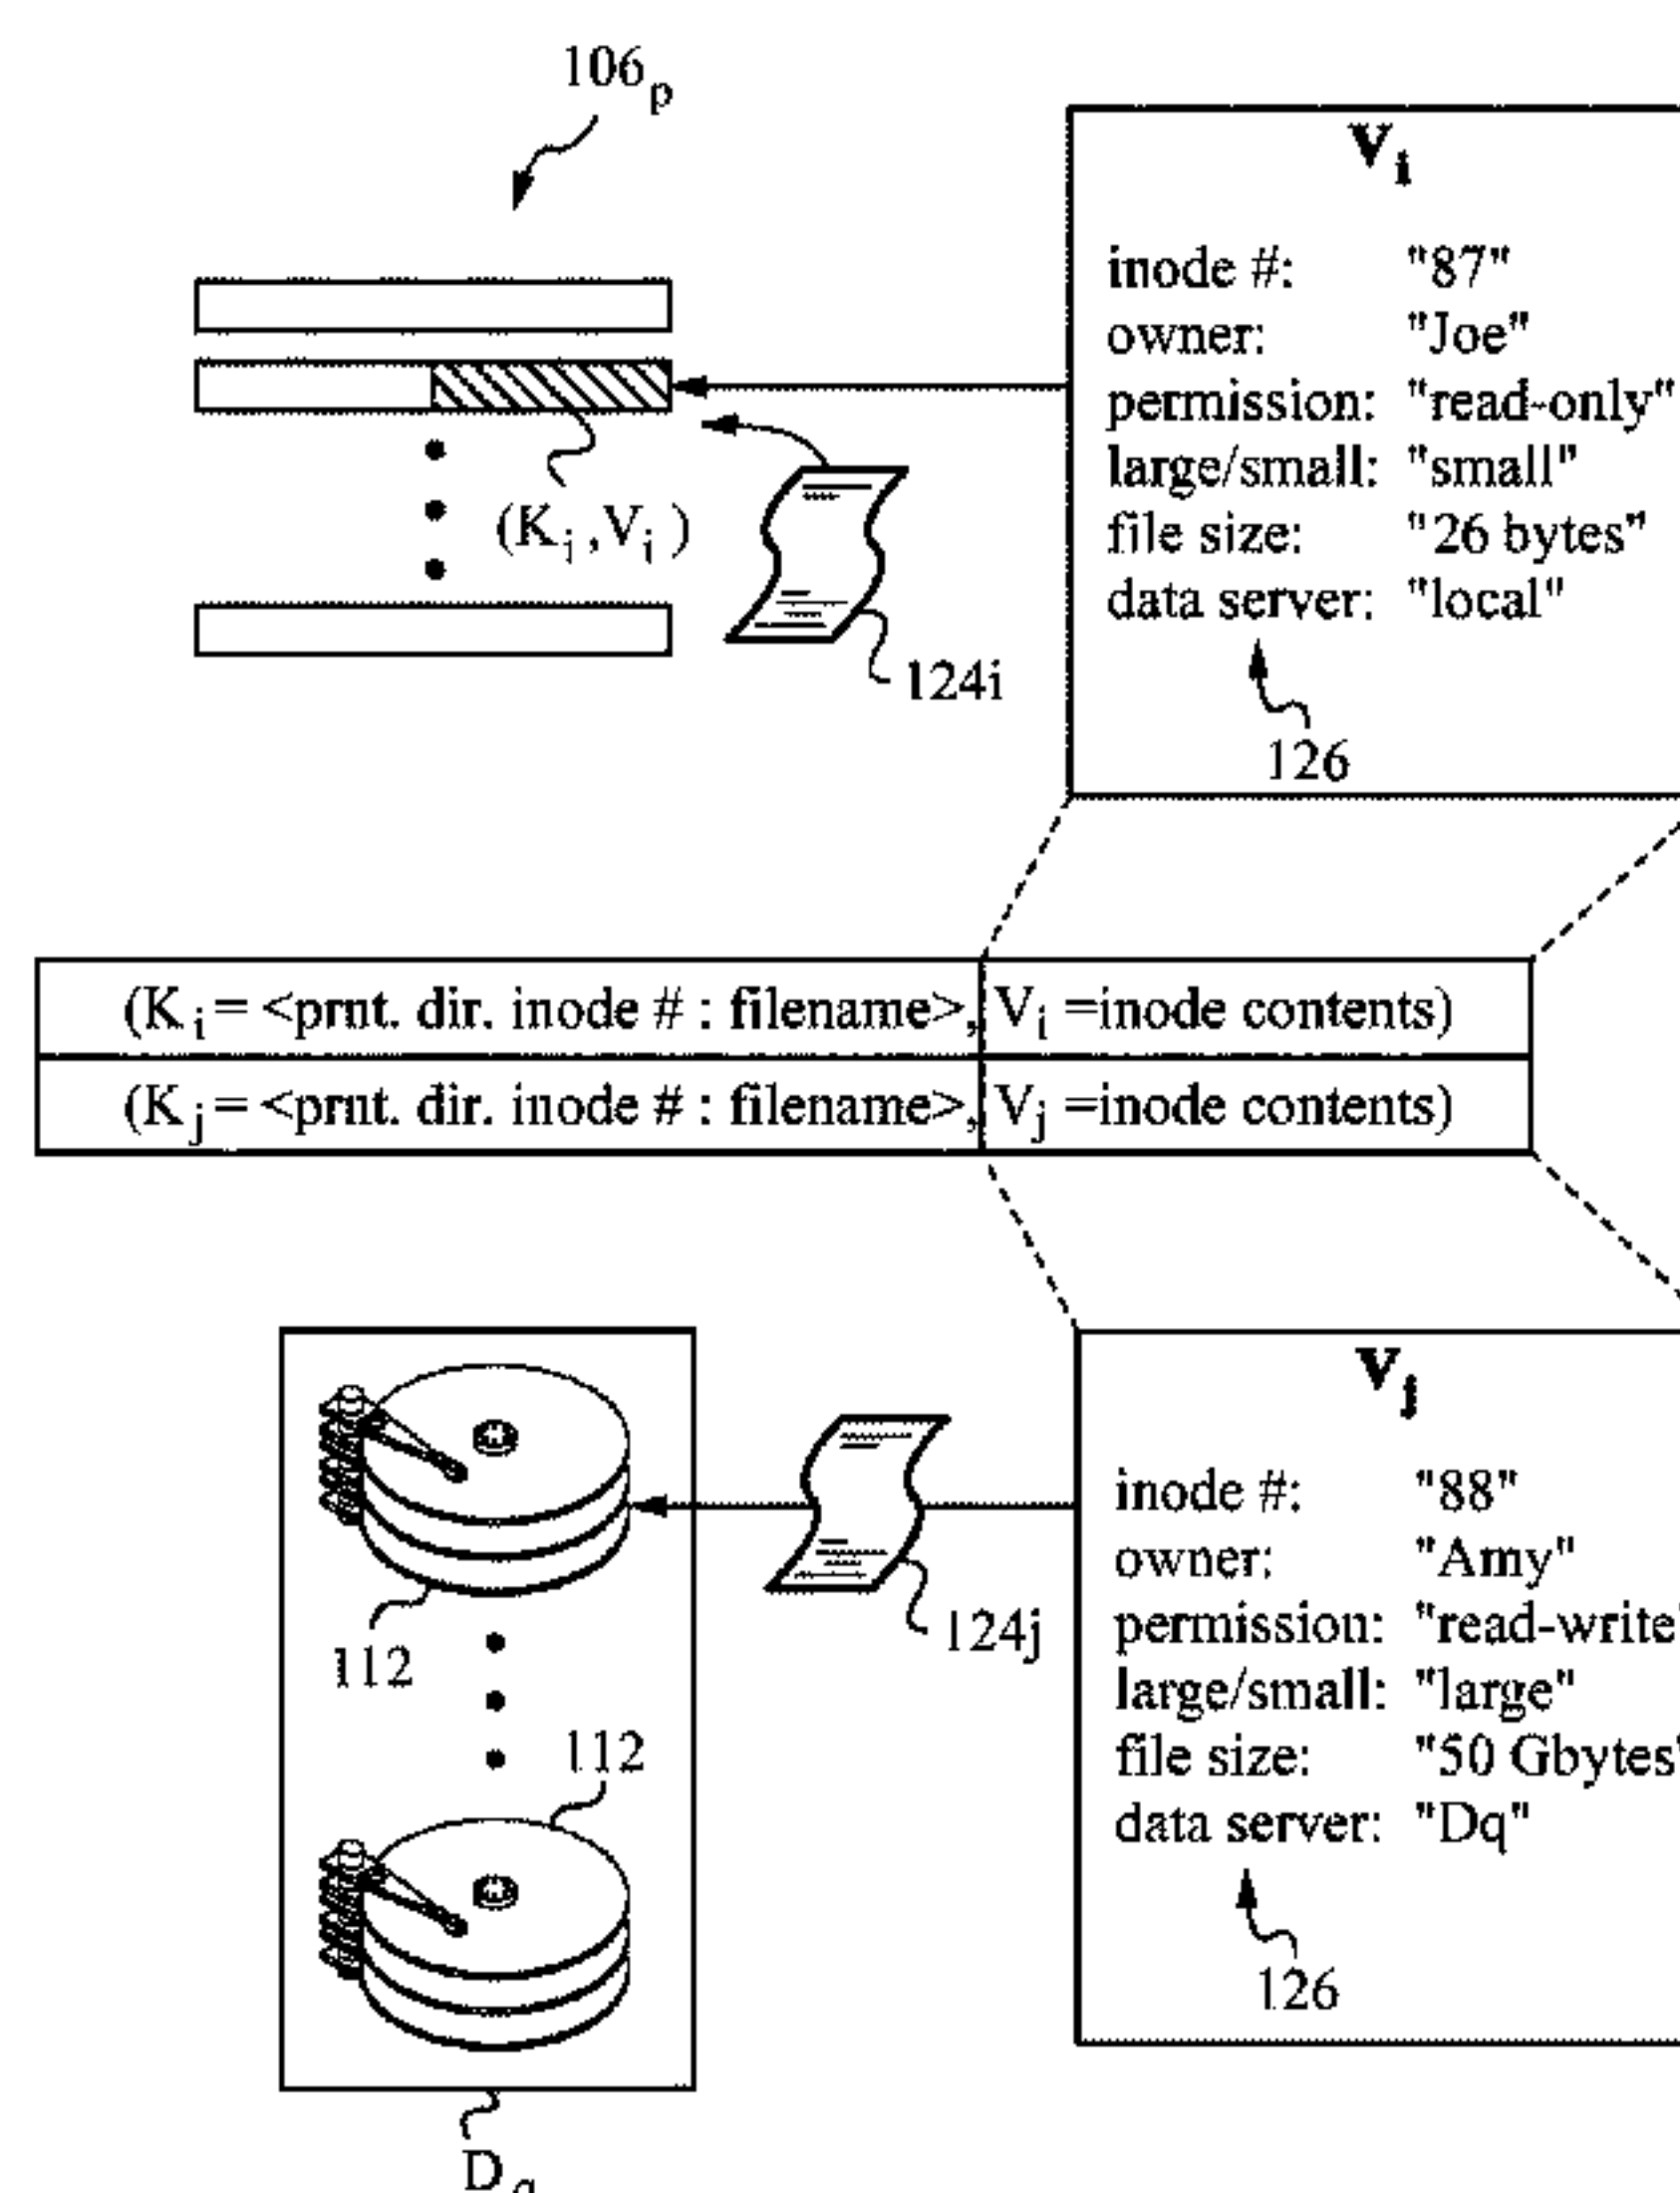 106p
Vi
inode #: "87"
owner: "Joe"
permission: "read-only"
large/small: "small"
file size: "26 bytes"
data server: "local"
(Ki ,Vi )
124i
126
(Ki = <prnt. dir. inode # : filename>, Vi =inode contents)
(Kj = <prnt. dir. inode # : filename>, Vj =inode contents)
Vj
inode #: "88"
owner: "Amy"
permission: "read-write"
large/small: "large"
file size: "50 Gbytes"
data server: "Dq"
124j
112
112
126
Dq